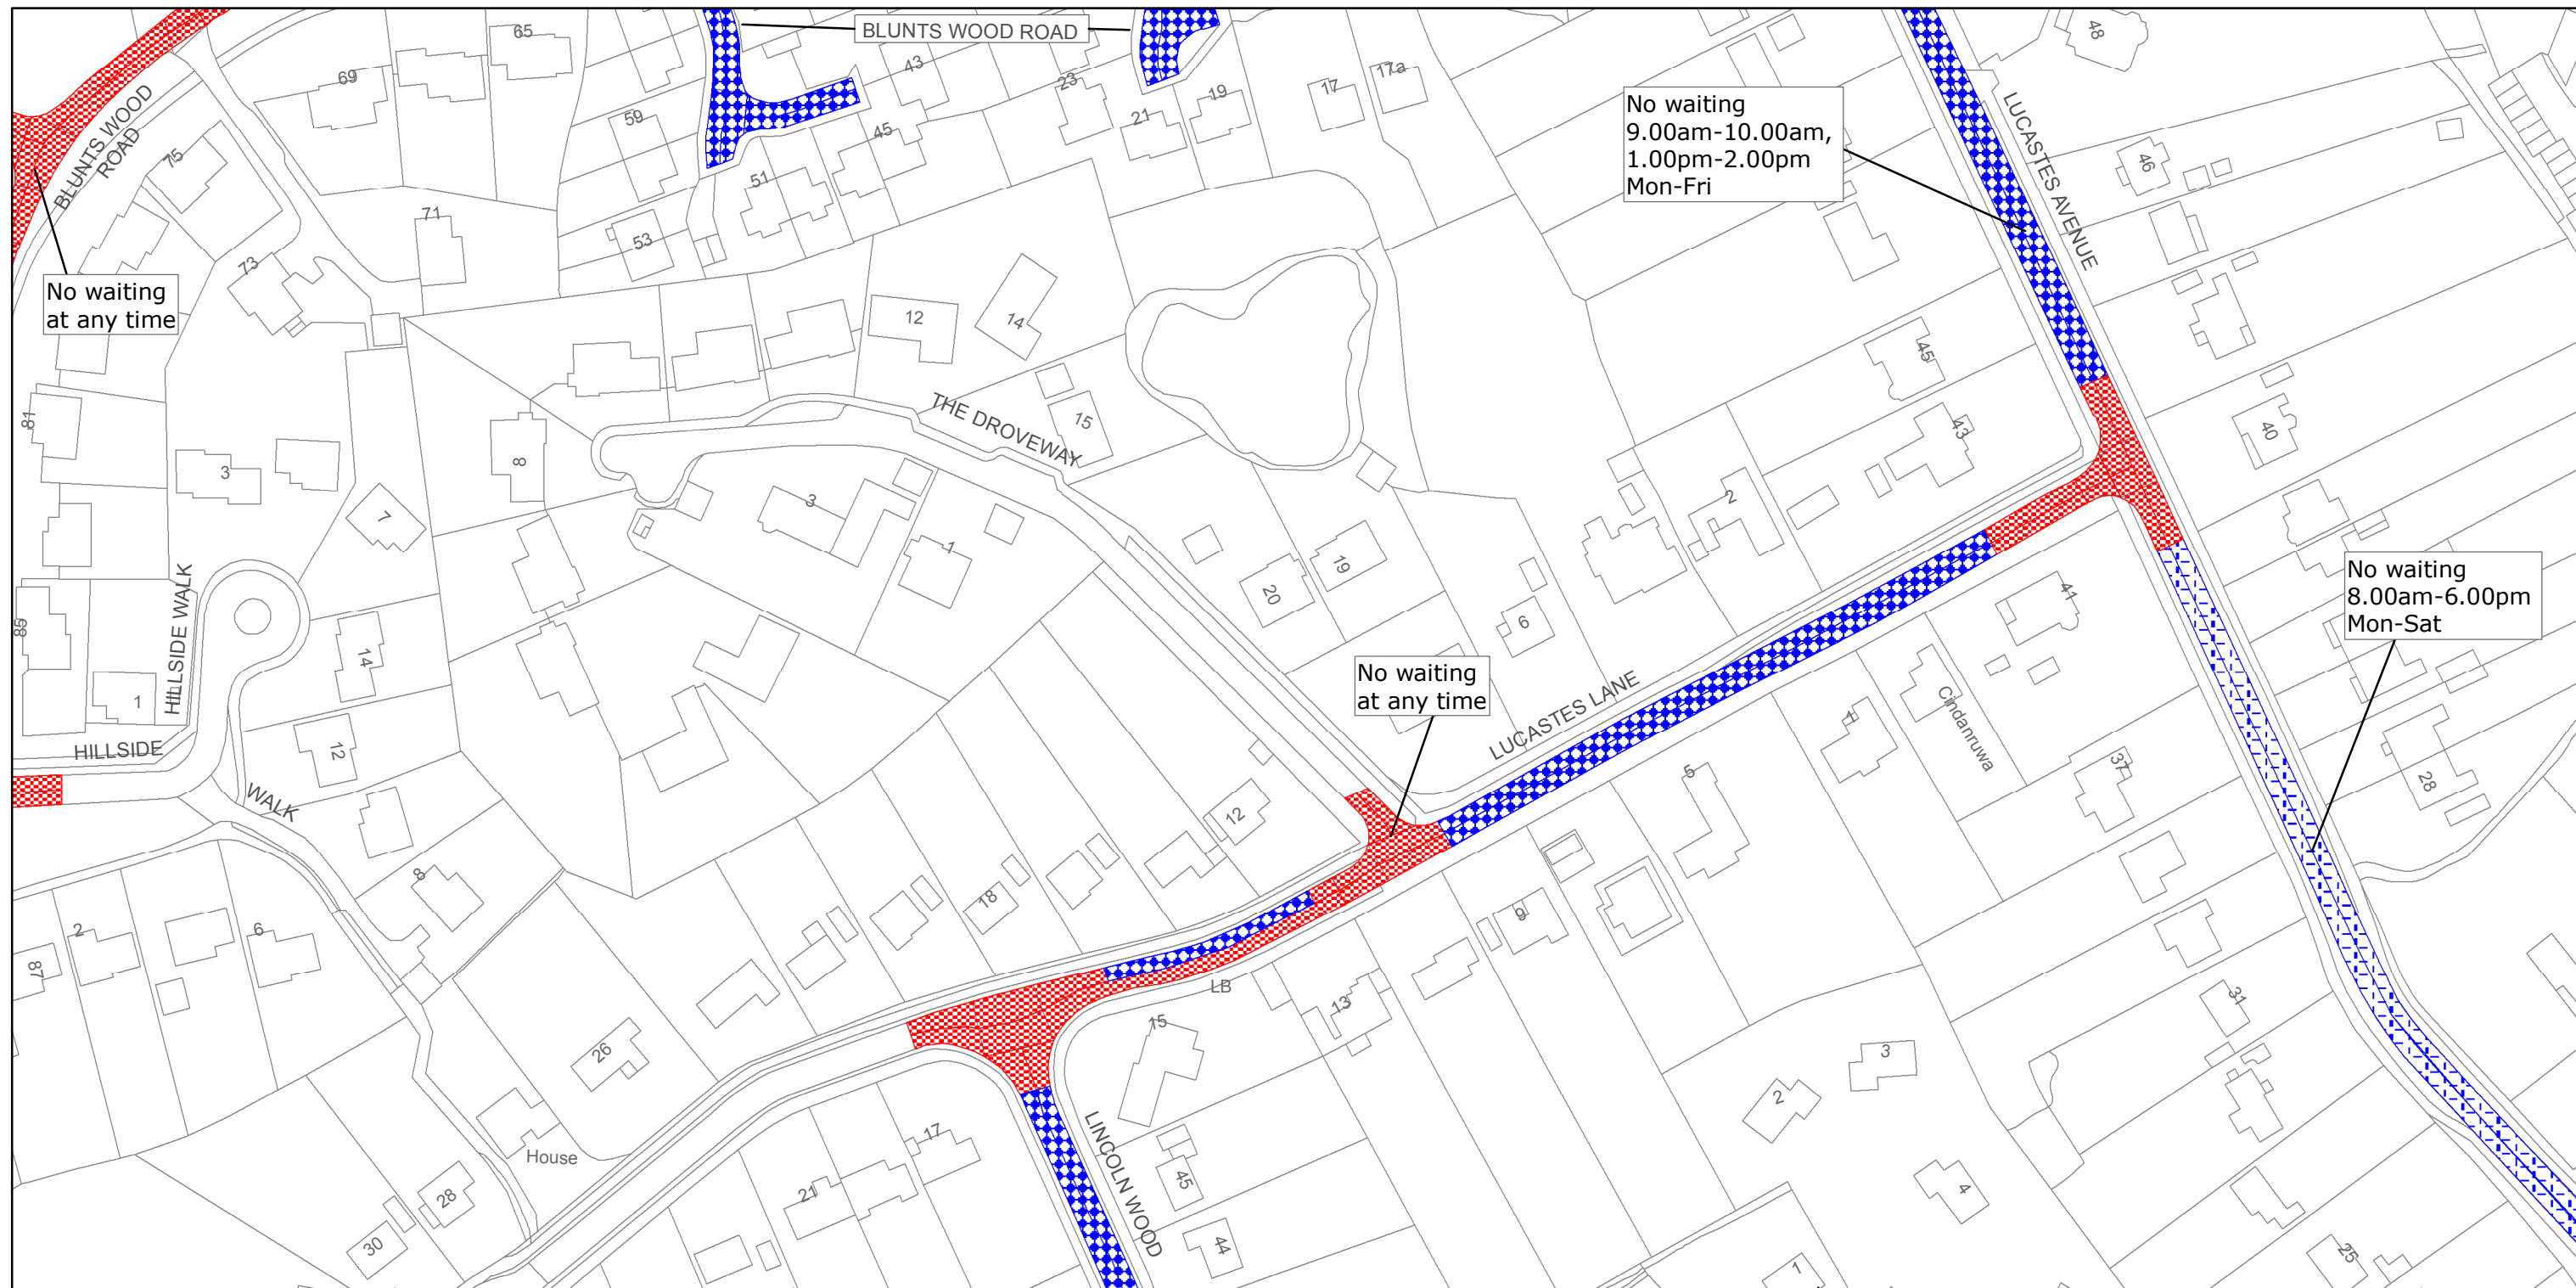 BLUNTS WOOD ROAD
65
69
43
23
19
21
17
17a
48
59
45
51
53
75
BLUNTS WOOD
ROAD
71
73
No waiting
at any time
No waiting
9.00am-10.00am,
1.00pm-2.00pm
Mon-Fri
LUCASTES AVENUE
46
12
14
15
THE DROVEWAY
45
43
40
81
3
8
7
3
1
2
20
19
6
41
HILLSIDE WALK
85
14
1
12
HILLSIDE
WALK
No waiting
8.00am-6.00pm
Mon-Sat
No waiting
at any time
LUCASTES LANE
1
Cindanruwa
37
28
5
12
18
9
8
2
6
87
LB
13
15
31
26
3
2
House
17
21
28
30
LINCOLN WOOD
45
44
4
1
25